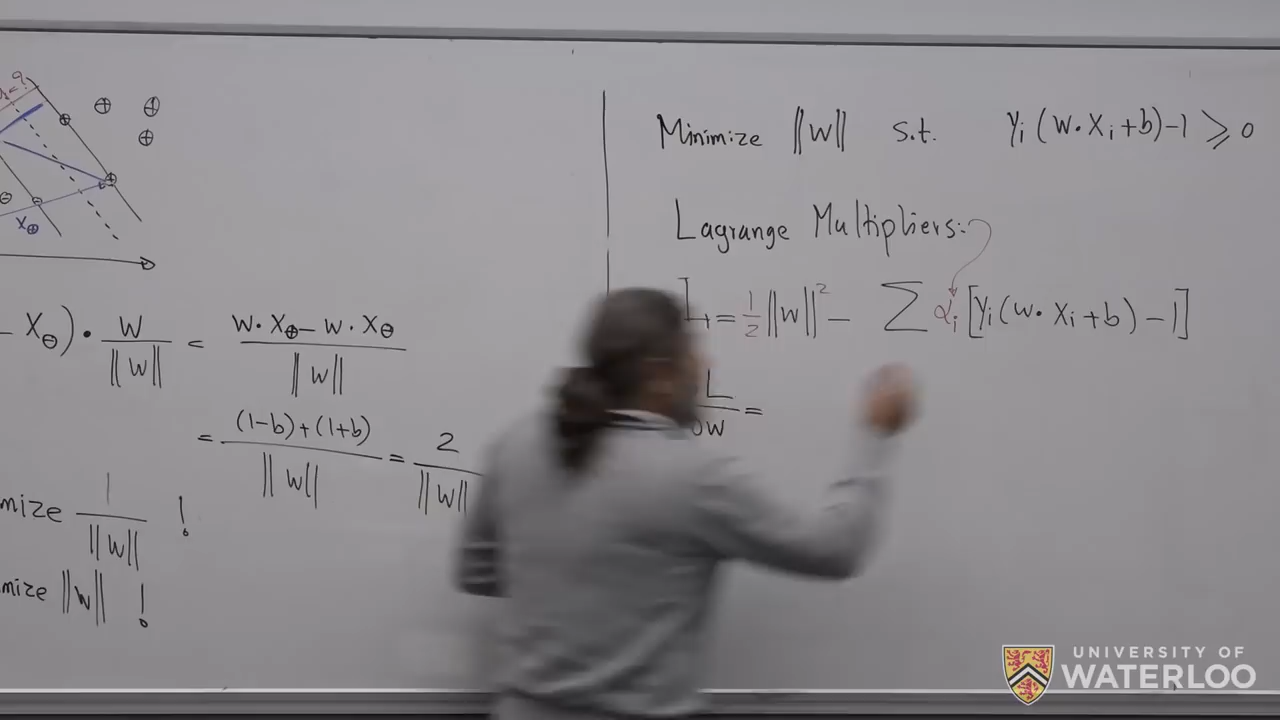 X⊕
– X⊖) • W / ||W|| = W • X⊕ – W • X⊖ / ||W||
= (1-b)+(1+b) / ||W|| = 2 / ||W||
mize 1 / ||W|| !
mize ||W|| !
Minimize ||W|| s.t. Yi (W • Xi + b) – 1 ≥ 0
Lagrange Multipliers:
L = 1/2 ||W||² – ∑ αi [Yi (W • Xi + b) – 1]
L / ∂W =
UNIVERSITY OF
WATERLOO